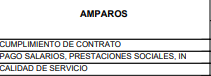 AMPAROS
CUMPLIMIENTO DE CONTRATO
PAGO SALARIOS, PRESTACIONES SOCIALES, IN
CALIDAD DE SERVICIO